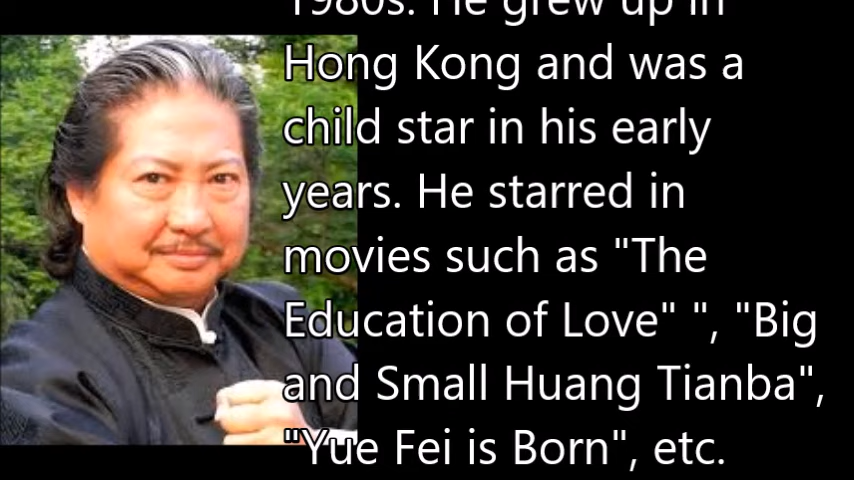 1980s. He grew up in
Hong Kong and was a
child star in his early
years. He starred in
movies such as "The
Education of Love" ", "Big
and Small Huang Tianba",
"Yue Fei is Born", etc.